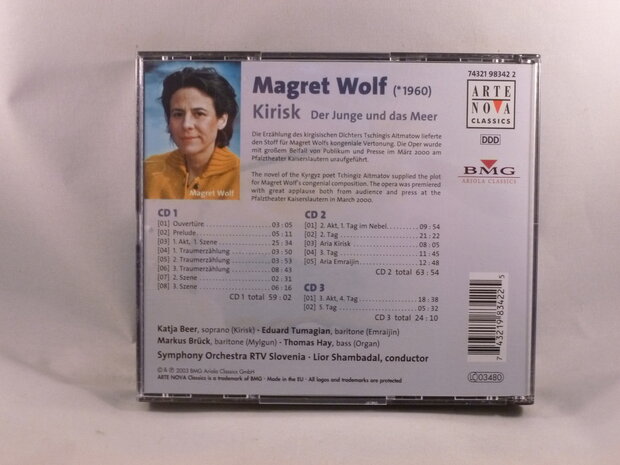 74321 98342 2
Magret Wolf (*1960)
Kirisk Der Junge und das Meer
ARTE
NOVA
CLASSICS
DDD
BMG
ARIOLA CLASSICS
Die Erzählung des kirgisischen Dichters Tschingis Aitmatow lieferte
den Stoff für Magret Wolfs kongeniale Vertonung. Die Oper wurde
mit großem Beifall von Publikum und Presse im März 2000 am
Pfalztheater Kaiserslautern uraufgeführt.
The novel of the Kyrgyz poet Tchingiz Aitmatov supplied the plot
for Magret Wolf's congenial composition. The opera was premiered
with great applause both from audience and press at the
Pfalztheater Kaiserslautern in March 2000.
Magret Wolf
CD 1
[01] Ouvertüre 03 : 05
[02] Prelude 05 : 11
[03] 1. Akt, 1. Szene 25 : 34
[04] 1. Traumerzählung 03 : 50
[05] 2. Traumerzählung 03 : 53
[06] 3. Traumerzählung 08 : 43
[07] 2. Szene 02 : 31
[08] 3. Szene 06 : 16
CD 1 total 59 : 02
CD 2
[01] 2. Akt, 1. Tag im Nebel 09 : 54
[02] 2. Tag 21 : 22
[03] Aria Kirisk 08 : 05
[04] 3. Tag 11 : 45
[05] Aria Emraijin 12 : 48
CD 2 total 63 : 54
CD 3
[01] 3. Akt, 4. Tag 18 : 38
[02] 5. Tag 05 : 32
CD 3 total 24 : 10
Katja Beer, soprano (Kirisk) · Eduard Tumagian, baritone (Emraijin)
Markus Brück, baritone (Mylgun) · Thomas Hay, bass (Organ)
Symphony Orchestra RTV Slovenia · Lior Shambadal, conductor
© & ℗ 2003 BMG Ariola Classics GmbH
ARTE NOVA Classics is a trademark of BMG · Made in the EU · All logos and trademarks are protected
7 43219 83422 5
LC 03480